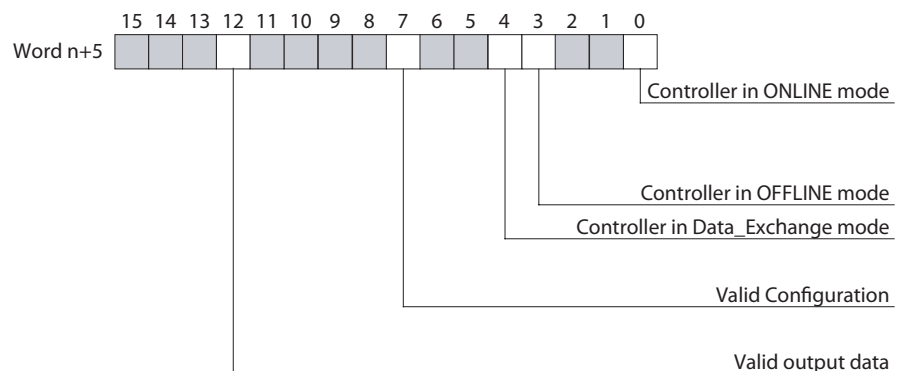 15 14 13 12 11 10 9 8 7 6 5 4 3 2 1 0
Word n+5
Controller in ONLINE mode
Controller in OFFLINE mode
Controller in Data_Exchange mode
Valid Configuration
Valid output data